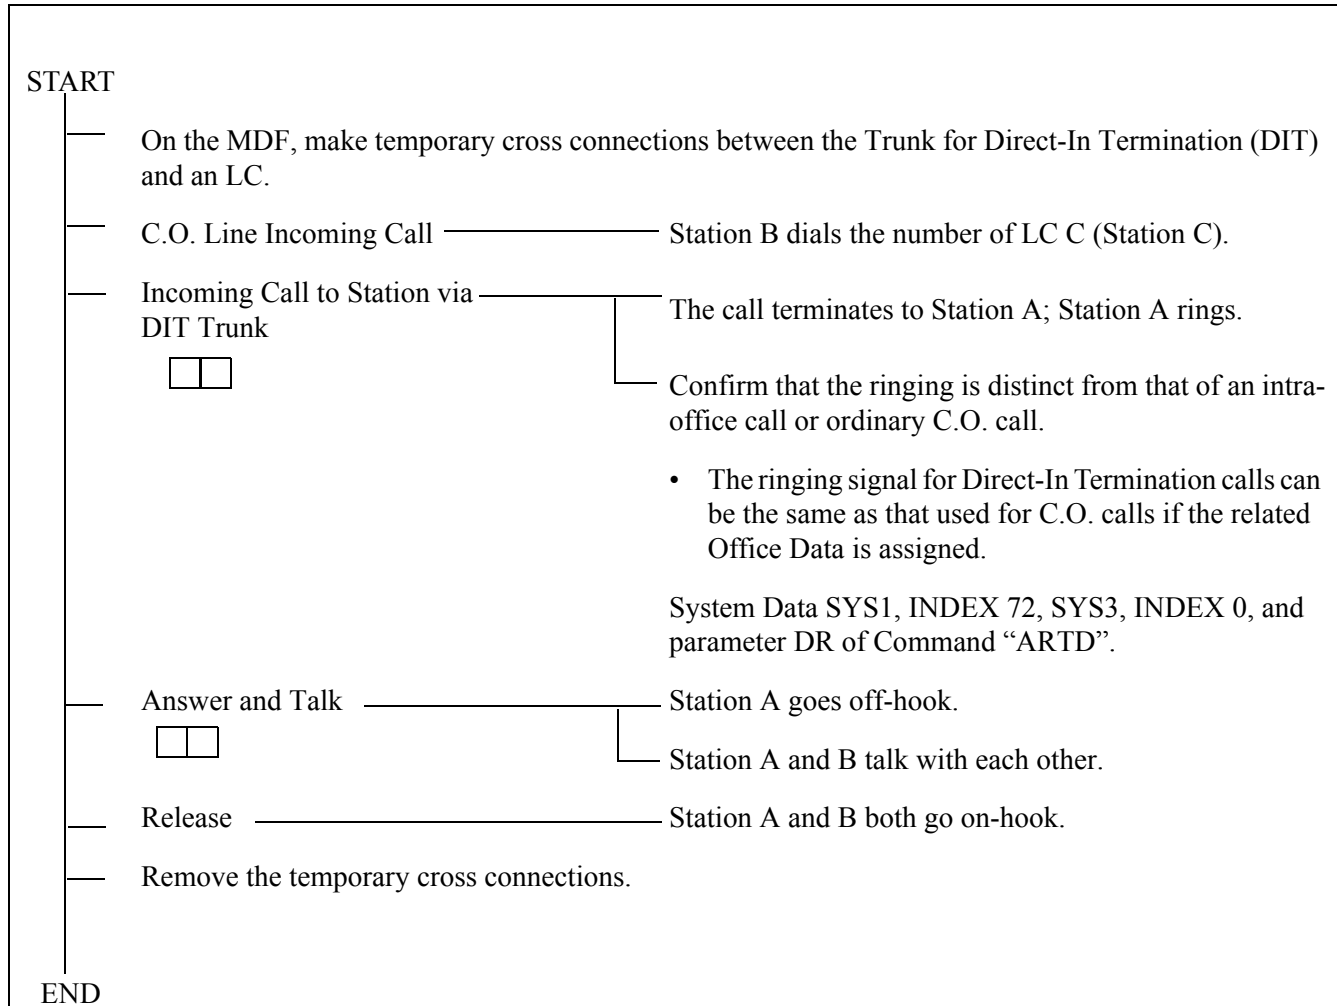 START
On the MDF, make temporary cross connections between the Trunk for Direct-In Termination (DIT)
and an LC.
C.O. Line Incoming Call
Station B dials the number of LC C (Station C).
Incoming Call to Station via
DIT Trunk
The call terminates to Station A; Station A rings.
Confirm that the ringing is distinct from that of an intra-
office call or ordinary C.O. call.
• The ringing signal for Direct-In Termination calls can
be the same as that used for C.O. calls if the related
Office Data is assigned.
System Data SYS1, INDEX 72, SYS3, INDEX 0, and
parameter DR of Command “ARTD”.
Answer and Talk
Station A goes off-hook.
Station A and B talk with each other.
Release
Station A and B both go on-hook.
Remove the temporary cross connections.
END